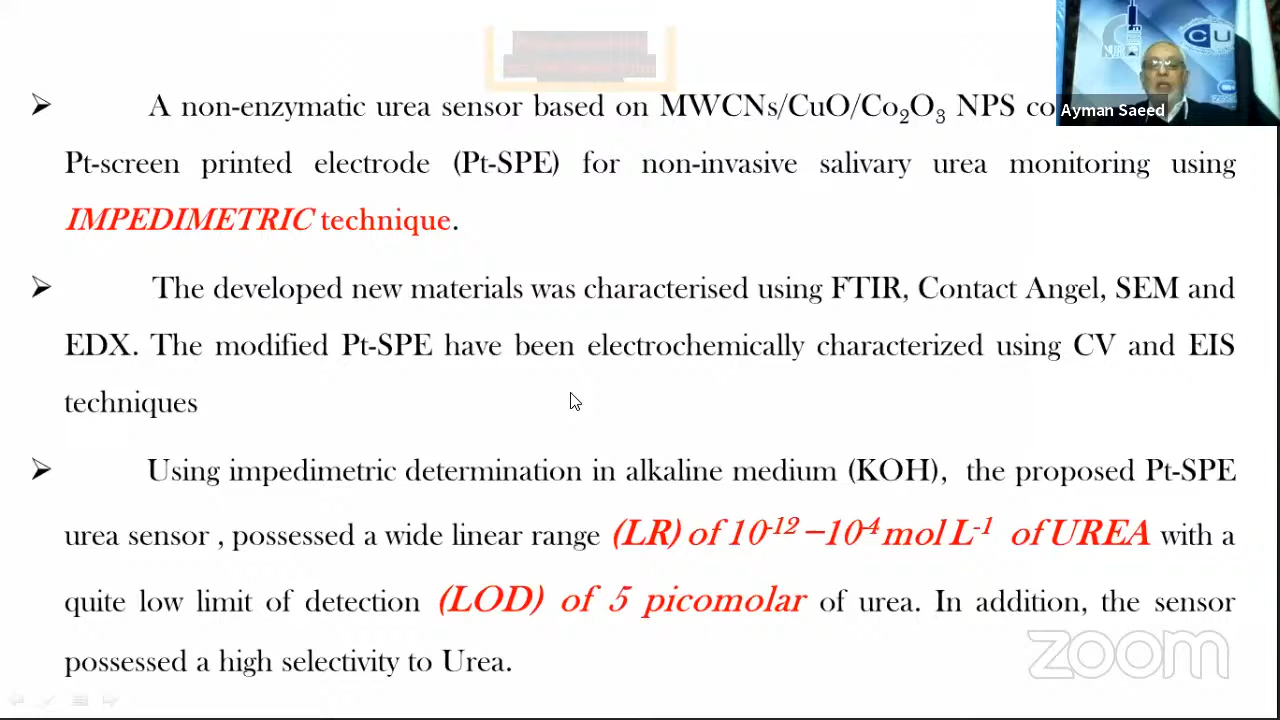 ➢ A non-enzymatic urea sensor based on MWCNs/CuO/Co₂O₃ NPS
Pt-screen printed electrode (Pt-SPE) for non-invasive salivary urea monitoring using
IMPEDIMETRIC technique.
➢ The developed new materials was characterised using FTIR, Contact Angel, SEM and
EDX. The modified Pt-SPE have been electrochemically characterized using CV and EIS
techniques
➢ Using impedimetric determination in alkaline medium (KOH), the proposed Pt-SPE
urea sensor , possessed a wide linear range (LR) of 10⁻¹² –10⁻⁴ mol L⁻¹ of UREA with a
quite low limit of detection (LOD) of 5 picomolar of urea. In addition, the sensor
possessed a high selectivity to Urea.
Ayman Saeed
CU
zoom